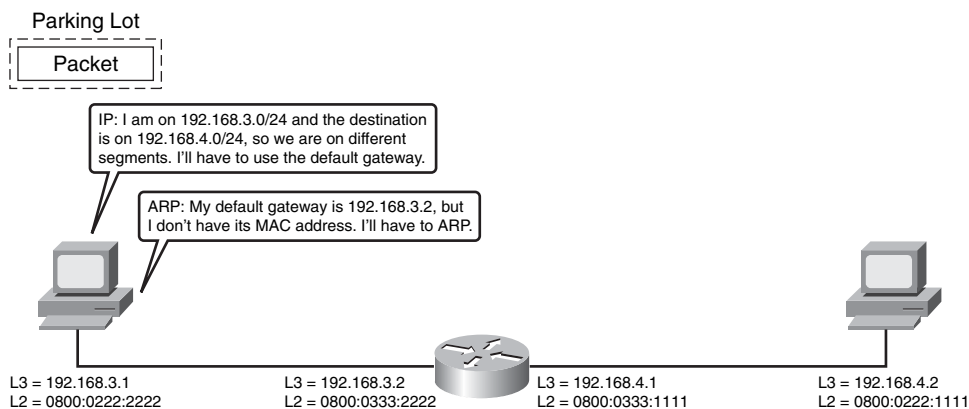 Parking Lot
Packet
IP: I am on 192.168.3.0/24 and the destination
is on 192.168.4.0/24, so we are on different
segments. I'll have to use the default gateway.
ARP: My default gateway is 192.168.3.2, but
I don't have its MAC address. I'll have to ARP.
L3 = 192.168.3.1
L2 = 0800:0222:2222
L3 = 192.168.3.2
L2 = 0800:0333:2222
L3 = 192.168.4.1
L2 = 0800:0333:1111
L3 = 192.168.4.2
L2 = 0800:0222:1111